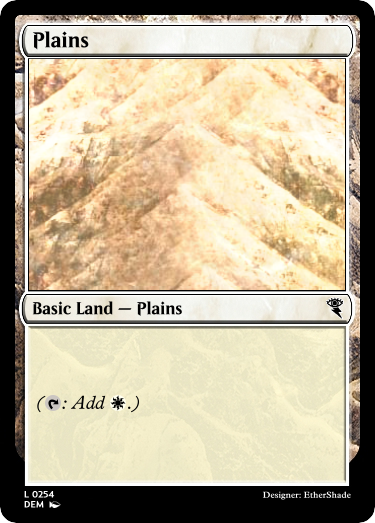 Plains
Basic Land — Plains
(: Add .)
L 0254
DEM
Designer: EtherShade